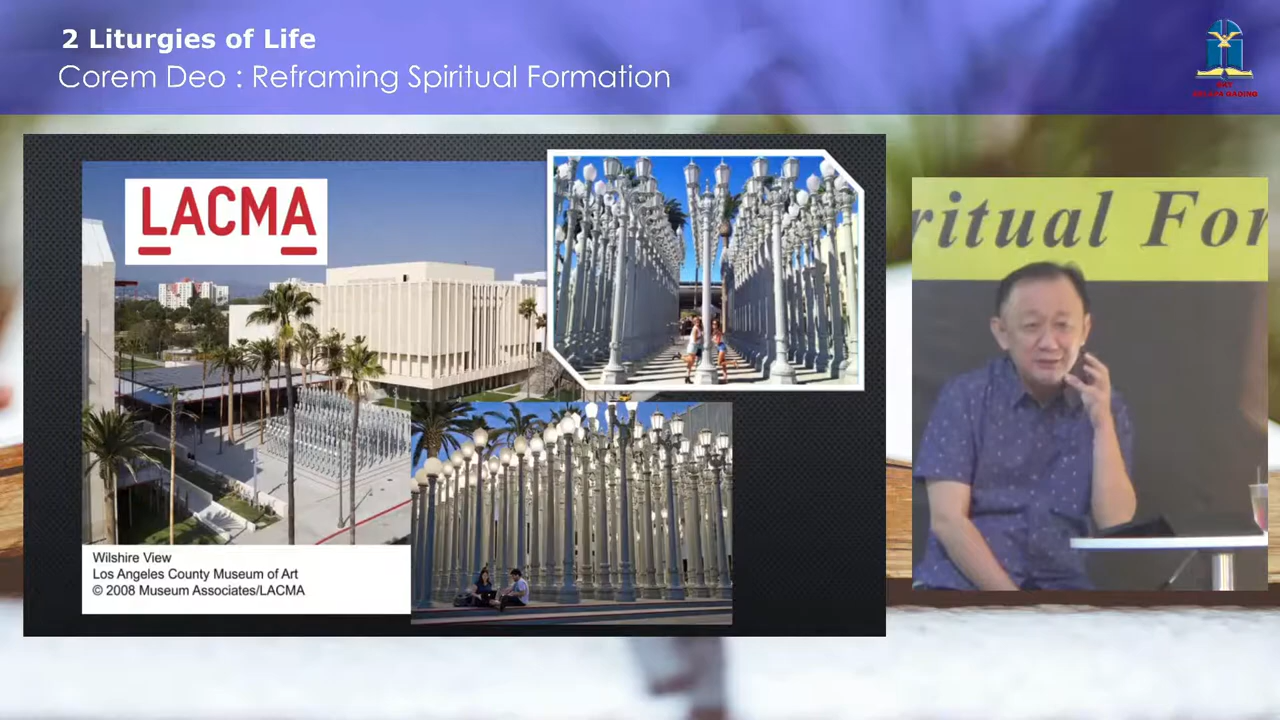 2 Liturgies of Life
Corem Deo : Reframing Spiritual Formation
LACMA
Wilshire View
Los Angeles County Museum of Art
© 2008 Museum Associates/LACMA
ritual For